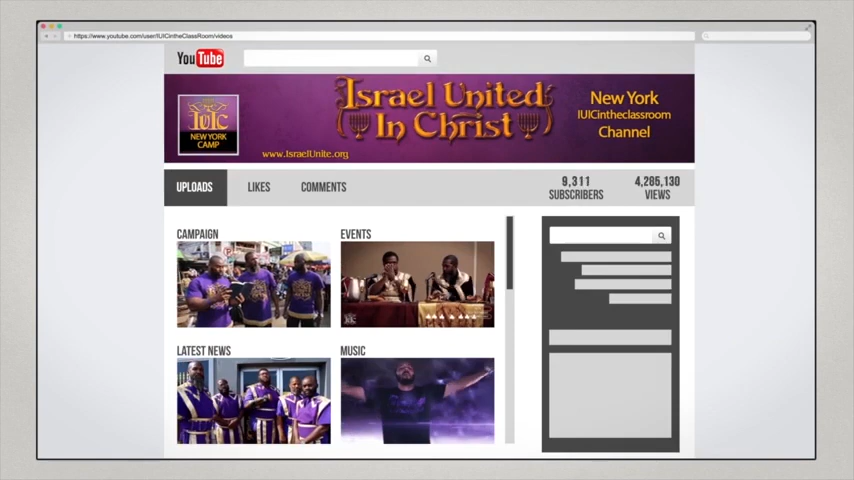 https://www.youtube.com/user/IUICintheClassRoom/videos
YouTube
Israel United
In Christ
IUIC
NEW YORK
CAMP
www.IsraelUnite.org
New York
IUICintheclassroom
Channel
UPLOADS
LIKES
COMMENTS
9,311
SUBSCRIBERS
4,285,130
VIEWS
CAMPAIGN
EVENTS
LATEST NEWS
MUSIC